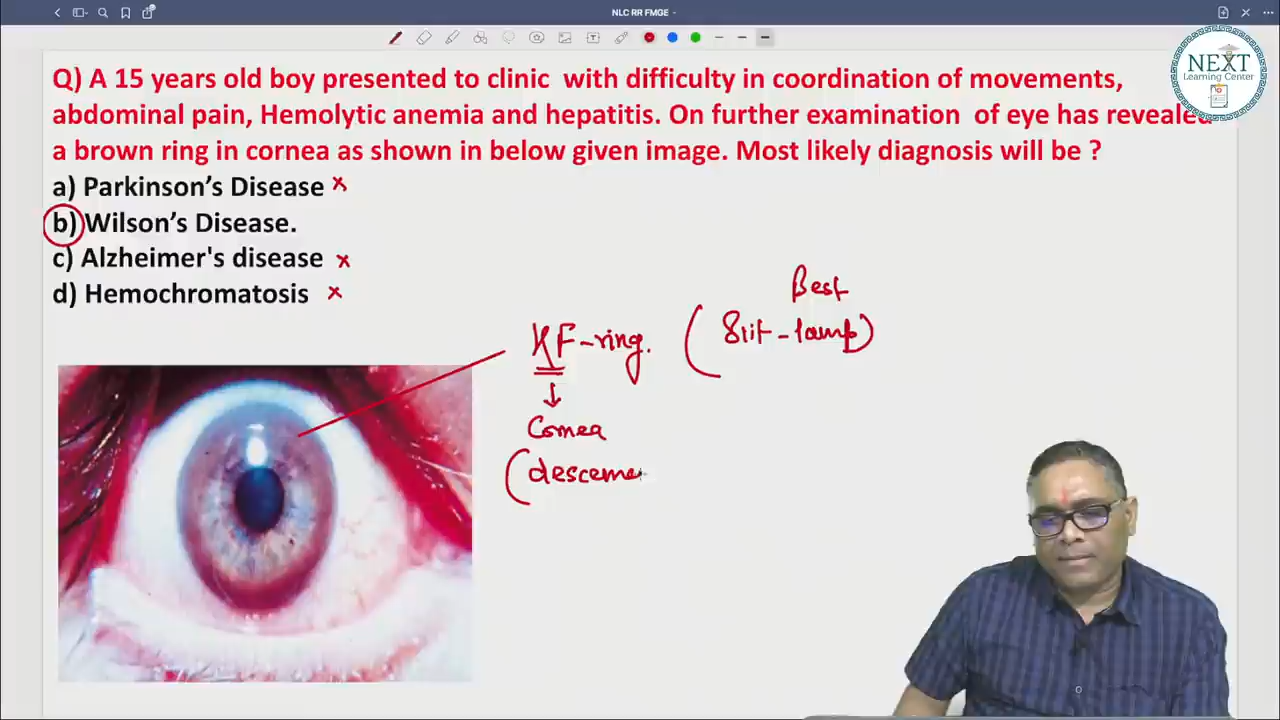 NLC RR FMGE
NEXT
Learning Center
Q) A 15 years old boy presented to clinic with difficulty in coordination of movements,
abdominal pain, Hemolytic anemia and hepatitis. On further examination of eye has revealed
a brown ring in cornea as shown in below given image. Most likely diagnosis will be ?
a) Parkinson's Disease x
b) Wilson's Disease.
c) Alzheimer's disease x
d) Hemochromatosis x
Best
KF-ring. (Slit-lamp)
Cornea
(desceme